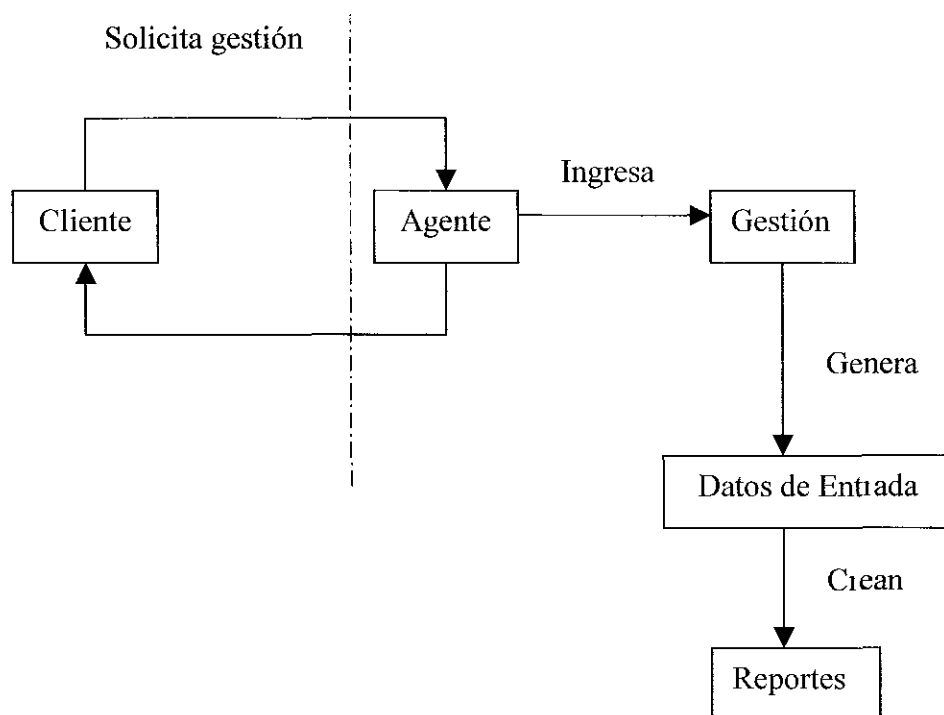 Solicita gestión
Ingresa
Cliente
Agente
Gestión
Genera
Datos de Entrada
Crean
Reportes